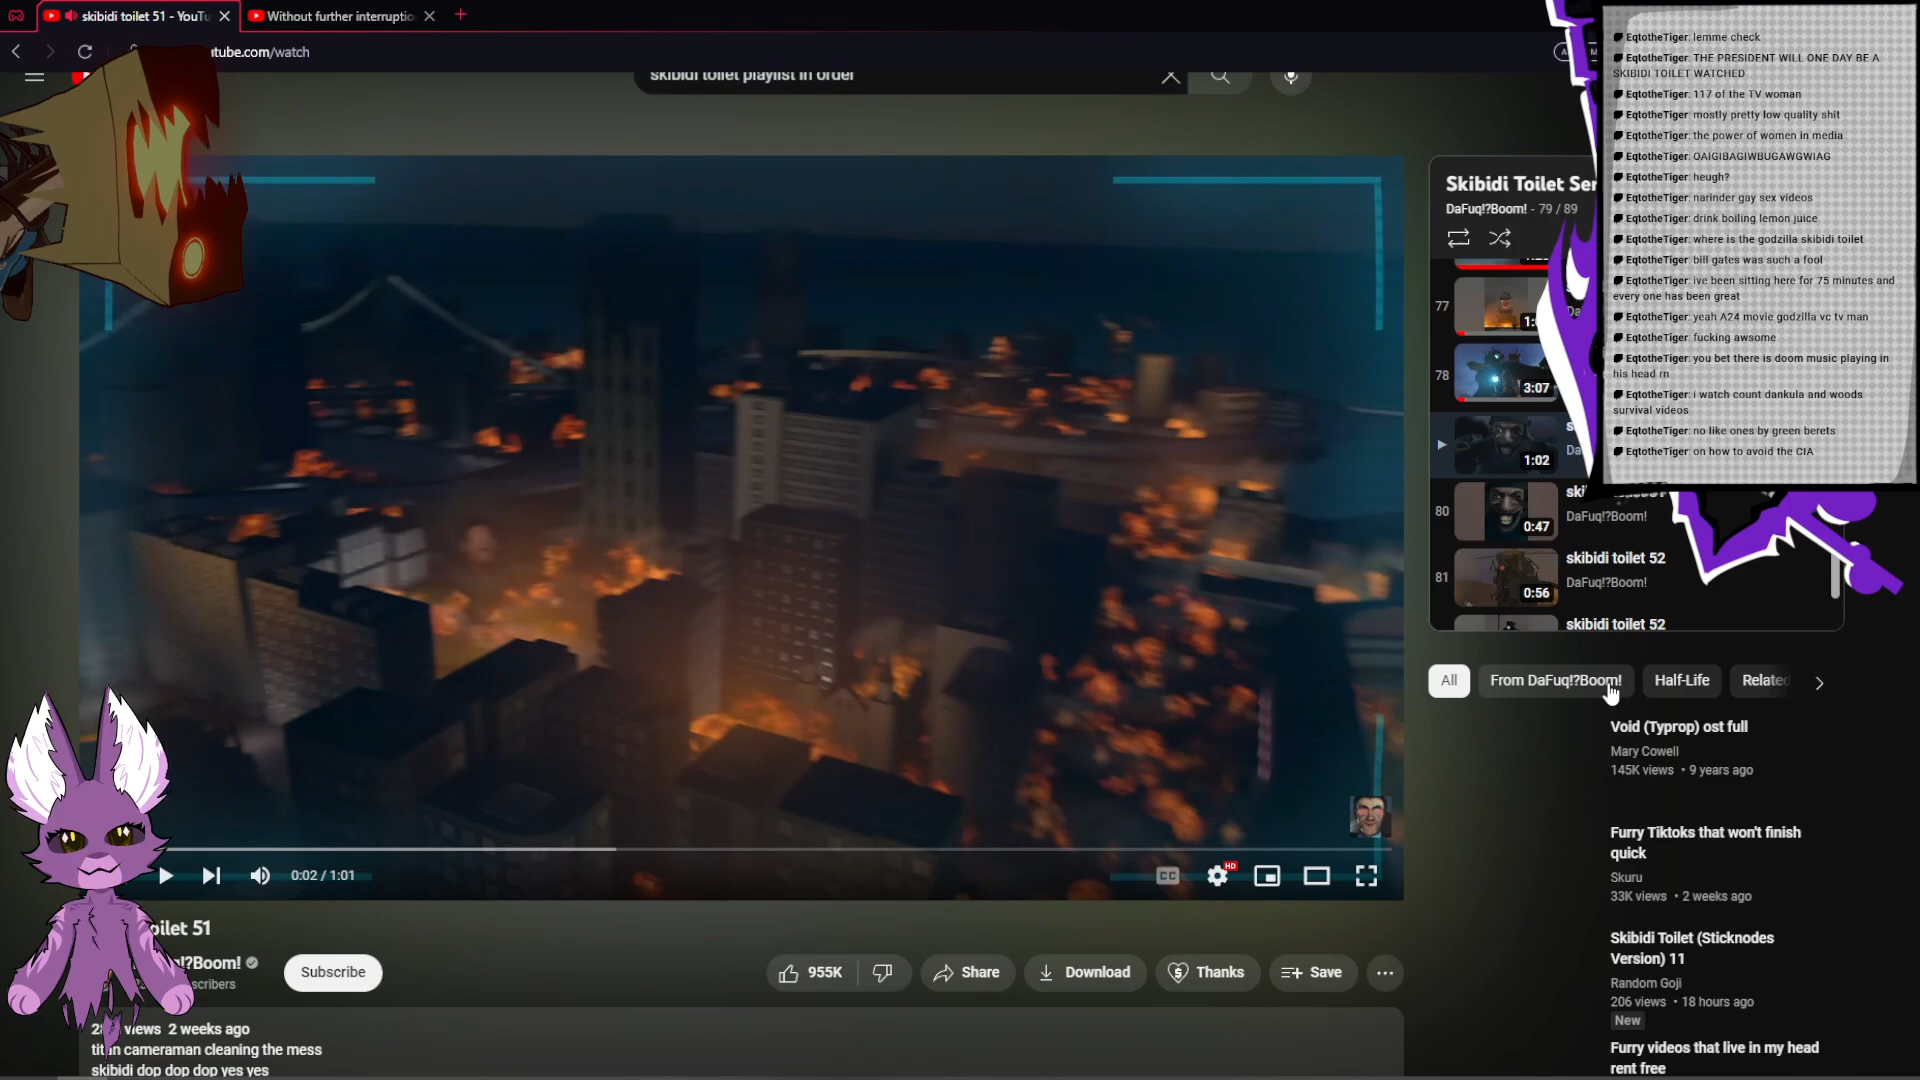 skibidi toilet 51 - YouTu
Without further interruptio
tube.com/watch
skibidi toilet playlist in order
Skibidi Toilet Ser
DaFuq!?Boom! - 79 / 89
77
78
3:07
1:02
80
0:47
DaFuq!?Boom!
81
0:56
skibidi toilet 52
DaFuq!?Boom!
skibidi toilet 52
EqtotheTiger: lemme check
EqtotheTiger: THE PRESIDENT WILL ONE DAY BE A
SKIBIDI TOILET WATCHED
EqtotheTiger: 117 of the TV woman
EqtotheTiger: mostly pretty low quality shit
EqtotheTiger: the power of women in media
EqtotheTiger: OAIGIBAGIWBUGAWGWIAG
EqtotheTiger: heugh?
EqtotheTiger: narinder gay sex videos
EqtotheTiger: drink boiling lemon juice
EqtotheTiger: where is the godzilla skibidi toilet
EqtotheTiger: bill gates was such a fool
EqtotheTiger: ive been sitting here for 75 minutes and
every one has been great
EqtotheTiger: yeah A24 movie godzilla vc tv man
EqtotheTiger: fucking awsome
EqtotheTiger: you bet there is doom music playing in
his head rn
EqtotheTiger: i watch count dankula and woods
survival videos
EqtotheTiger: no like ones by green berets
EqtotheTiger: on how to avoid the CIA
All
From DaFuq!?Boom!
Half-Life
Related
Void (Typrop) ost full
Mary Cowell
145K views • 9 years ago
Furry Tiktoks that won't finish
quick
Skuru
33K views • 2 weeks ago
Skibidi Toilet (Sticknodes
Version) 11
Random Goji
206 views • 18 hours ago
New
Furry videos that live in my head
rent free
0:02 / 1:01
CC
HD
oilet 51
!?Boom!
scribers
Subscribe
955K
Share
Download
Thanks
Save
views 2 weeks ago
titan cameraman cleaning the mess
skibidi dop dop dop yes yes